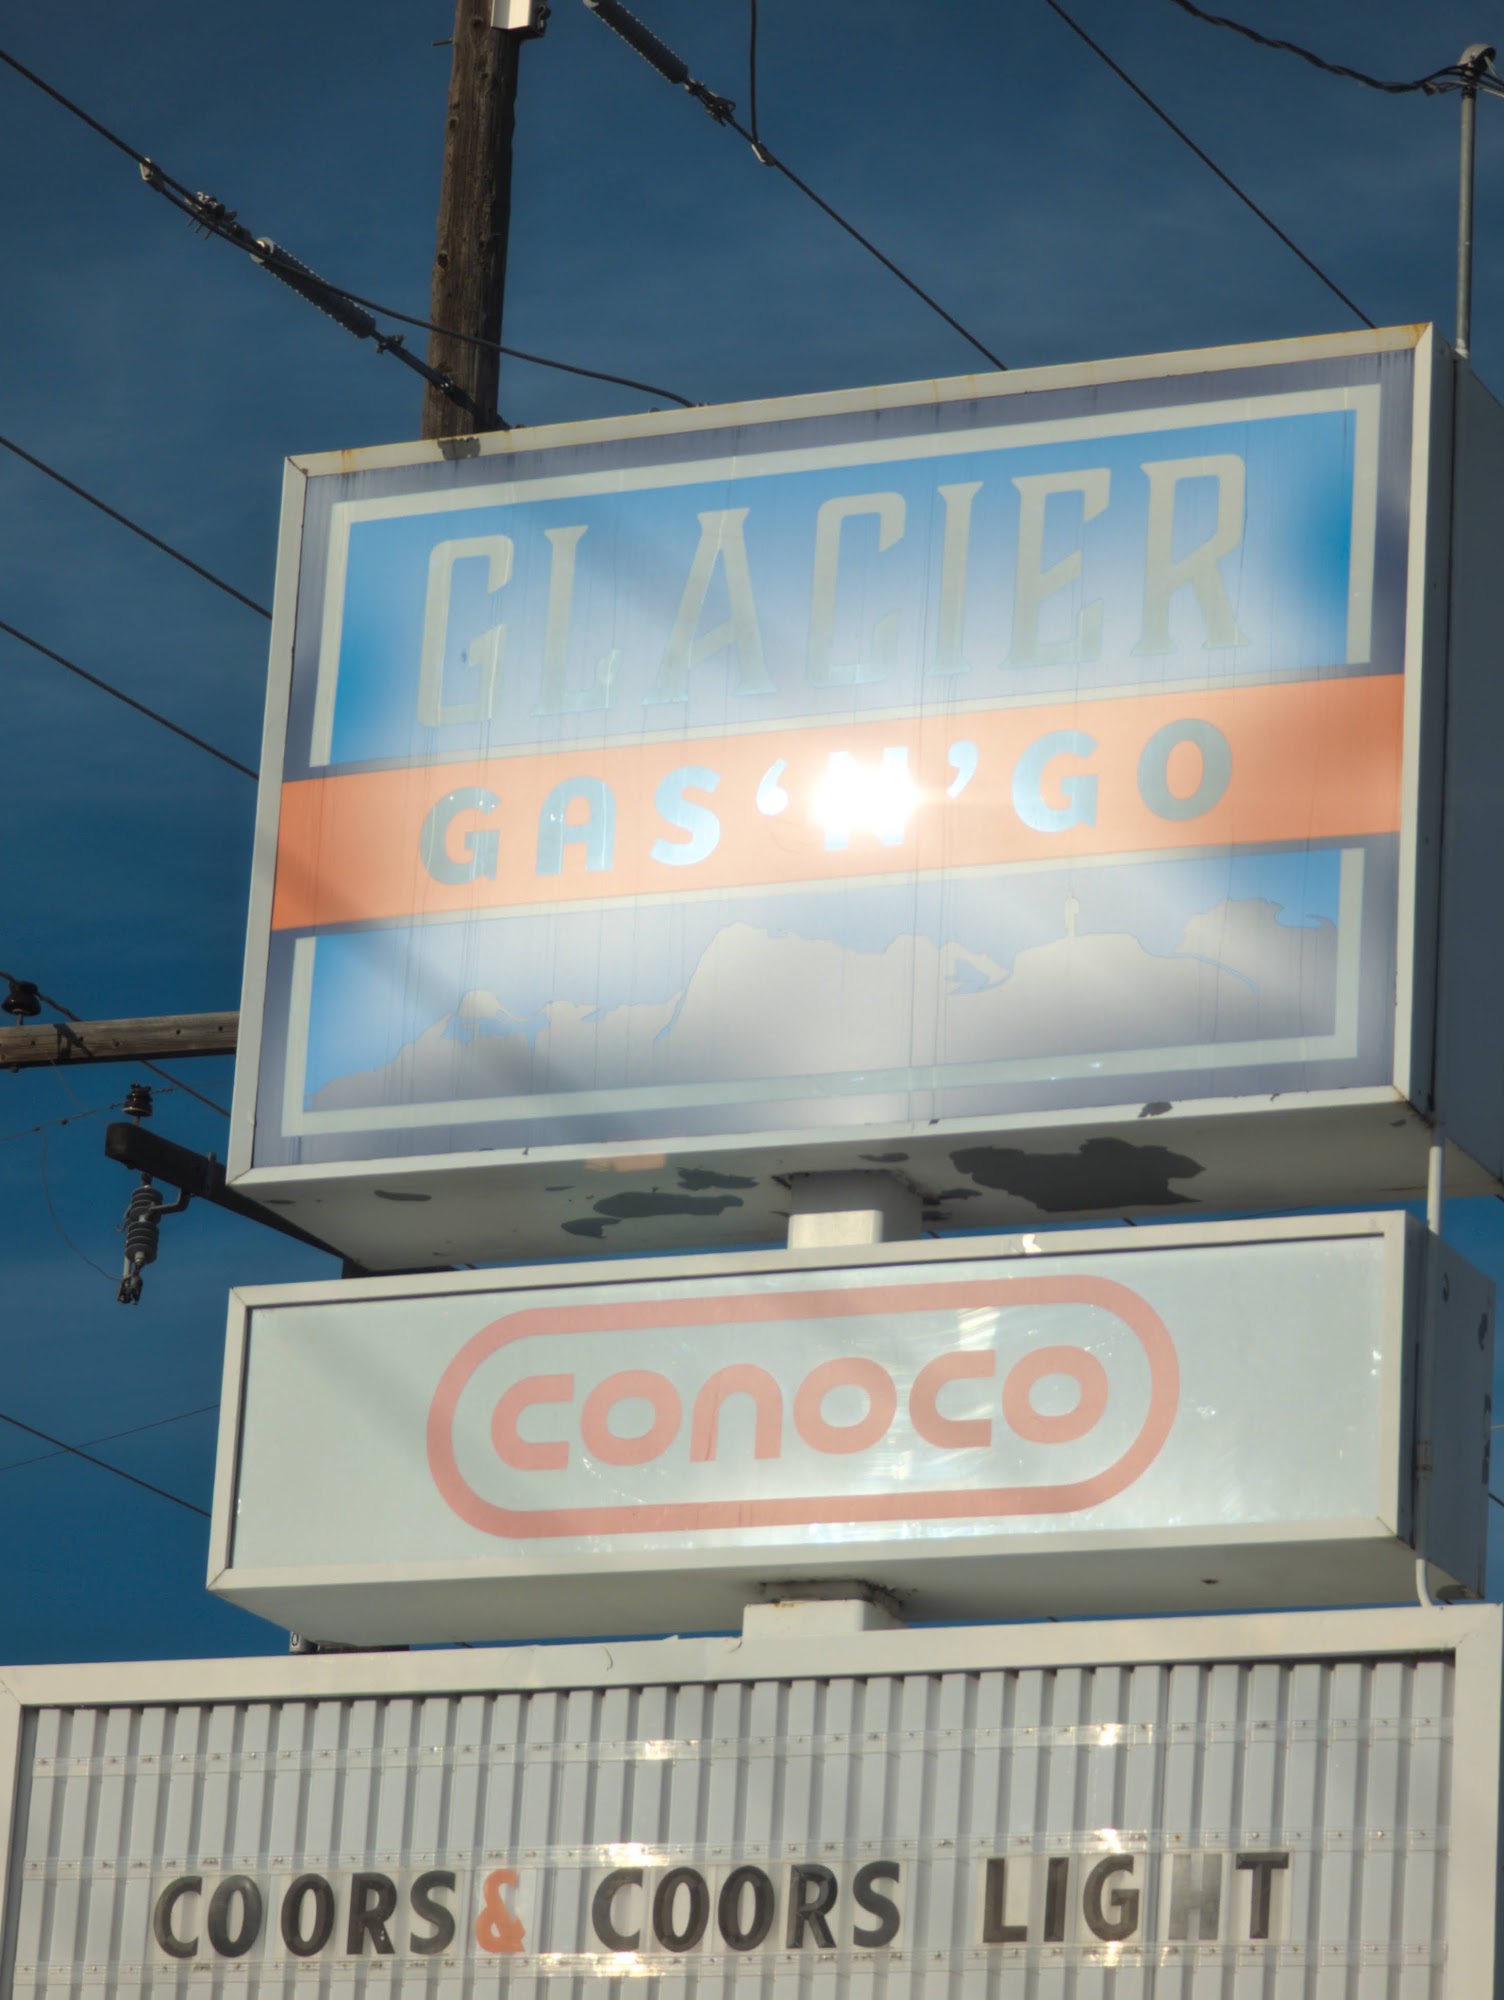 GLACIER
GAS 'N' GO
conoco
COORS & COORS LIGHT